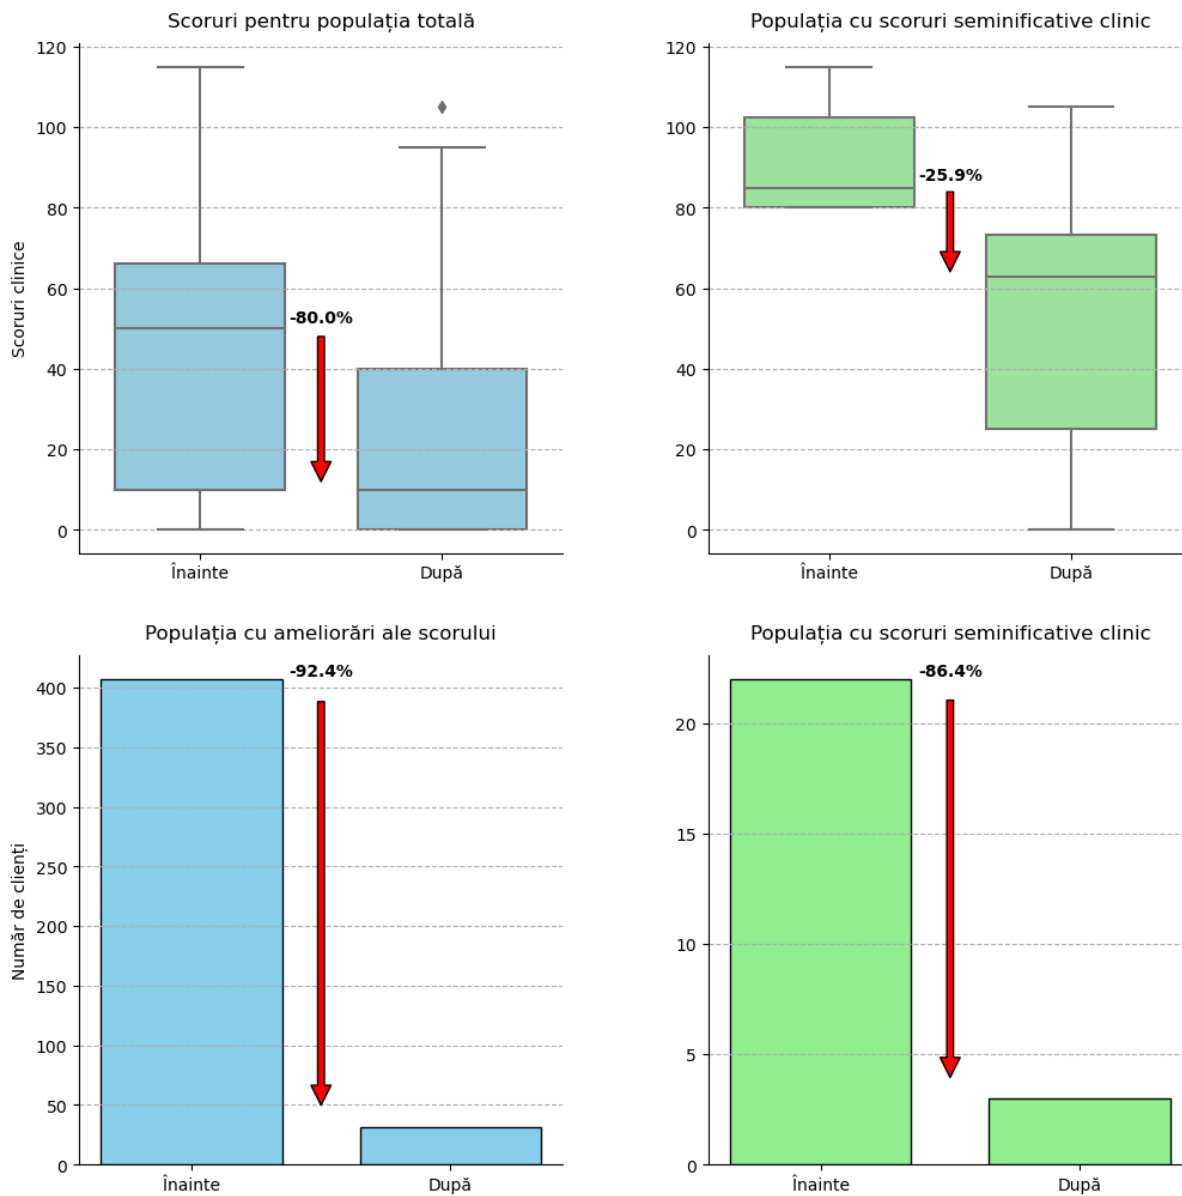 Scoruri pentru populația totală
Populația cu scoruri seminificative clinic
120
100
80
60
40
20
0
Scoruri clinice
-80.0%
Înainte
După
120
100
80
60
40
20
0
-25.9%
Înainte
După
Populația cu ameliorări ale scorului
Populația cu scoruri seminificative clinic
400
350
300
250
200
150
100
50
0
Număr de clienți
-92.4%
Înainte
După
20
15
10
5
0
-86.4%
Înainte
După